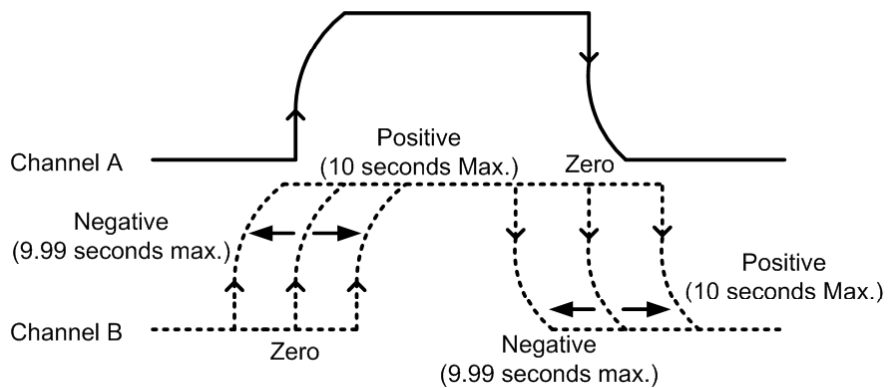 Channel A
Positive
(10 seconds Max.)
Zero
Negative
(9.99 seconds max.)
Positive
(10 seconds Max.)
Channel B
Zero
Negative
(9.99 seconds max.)